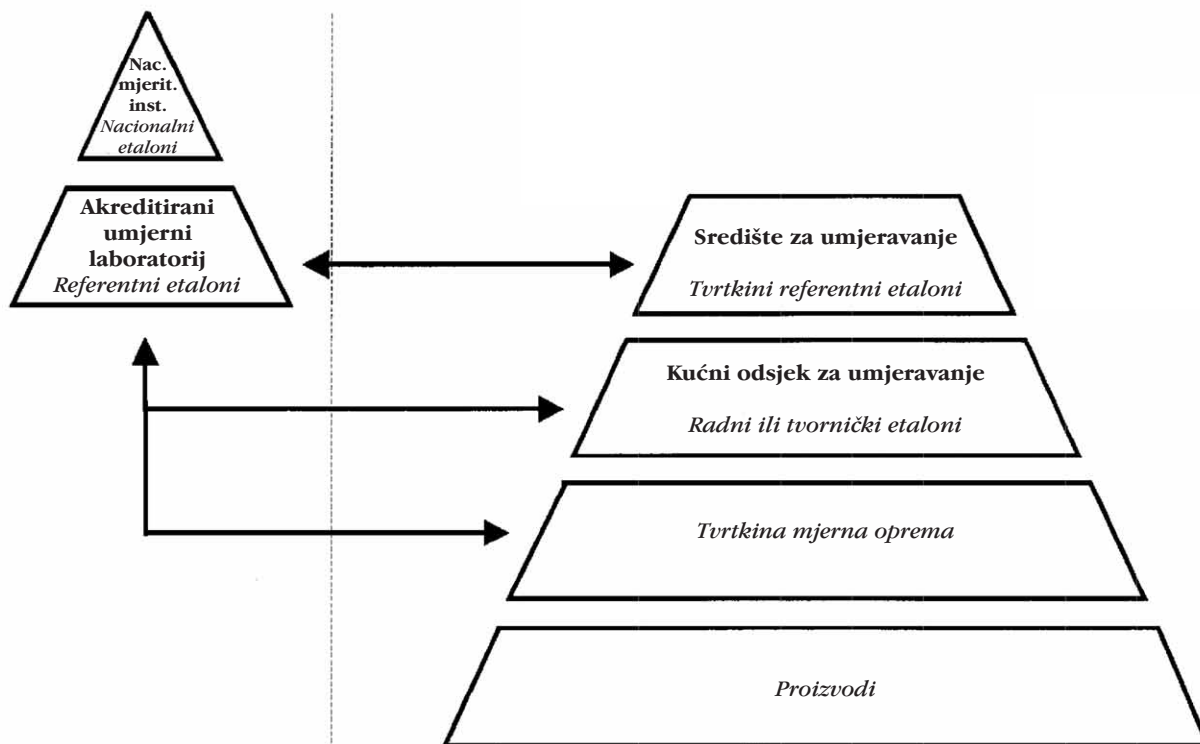 Nac.
mjerit.
inst.
Nacionalni
etaloni
Akreditirani
umjerni
laboratorij
Referentni etaloni
Središte za umjeravanje
Tvrtkini referentni etaloni
Kućni odsjek za umjeravanje
Radni ili tvornički etaloni
Tvrtkina mjerna oprema
Proizvodi